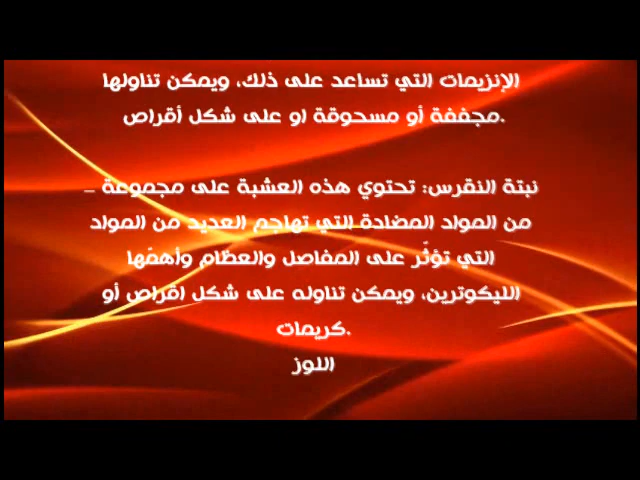 الإنزيمات التي تساعد على ذلك، ويمكن تناولها
مجففة أو مسحوقة او على شكل أقراص.
نبتة النقرس: تحتوي هذه العشبة على مجموعة –
من المواد المضادة التي تهاجم العديد من المواد
التي تؤثّر على المفاصل والعظام وأهمّها
الليكوترين، ويمكن تناوله على شكل اقراص أو
كريمات.
اللوز